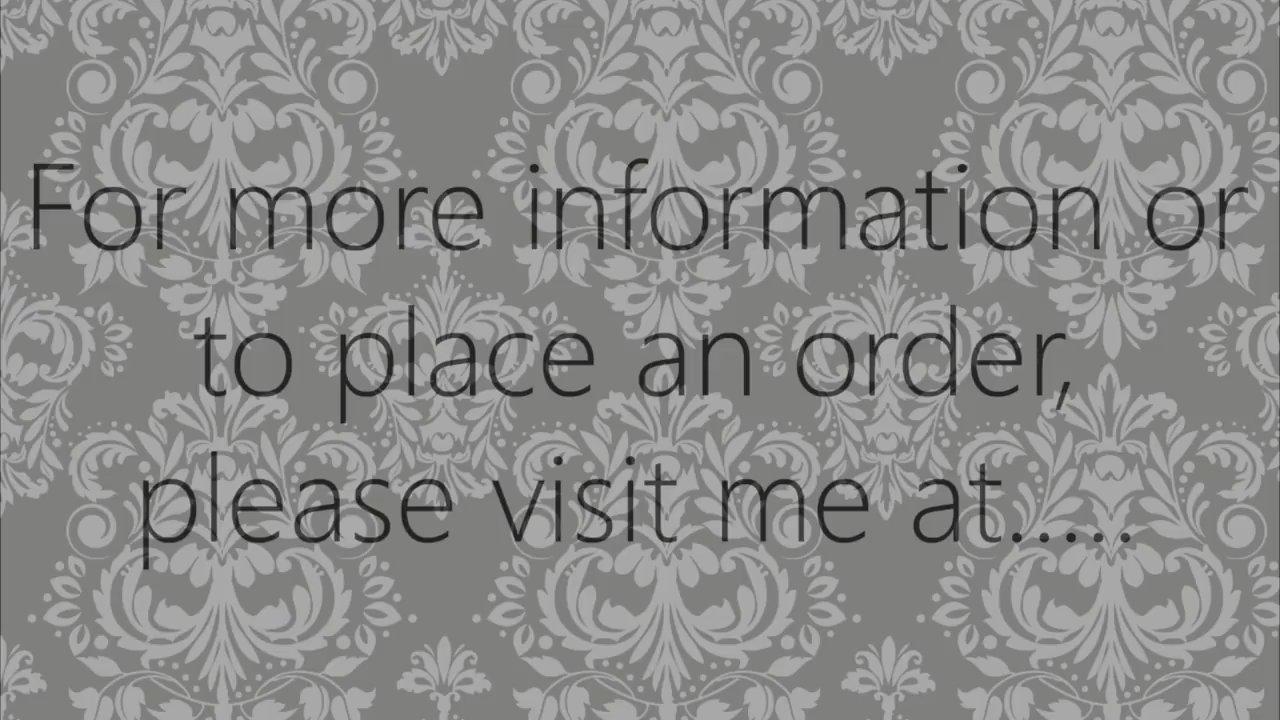 For more information or
to place an order,
please visit me at.....